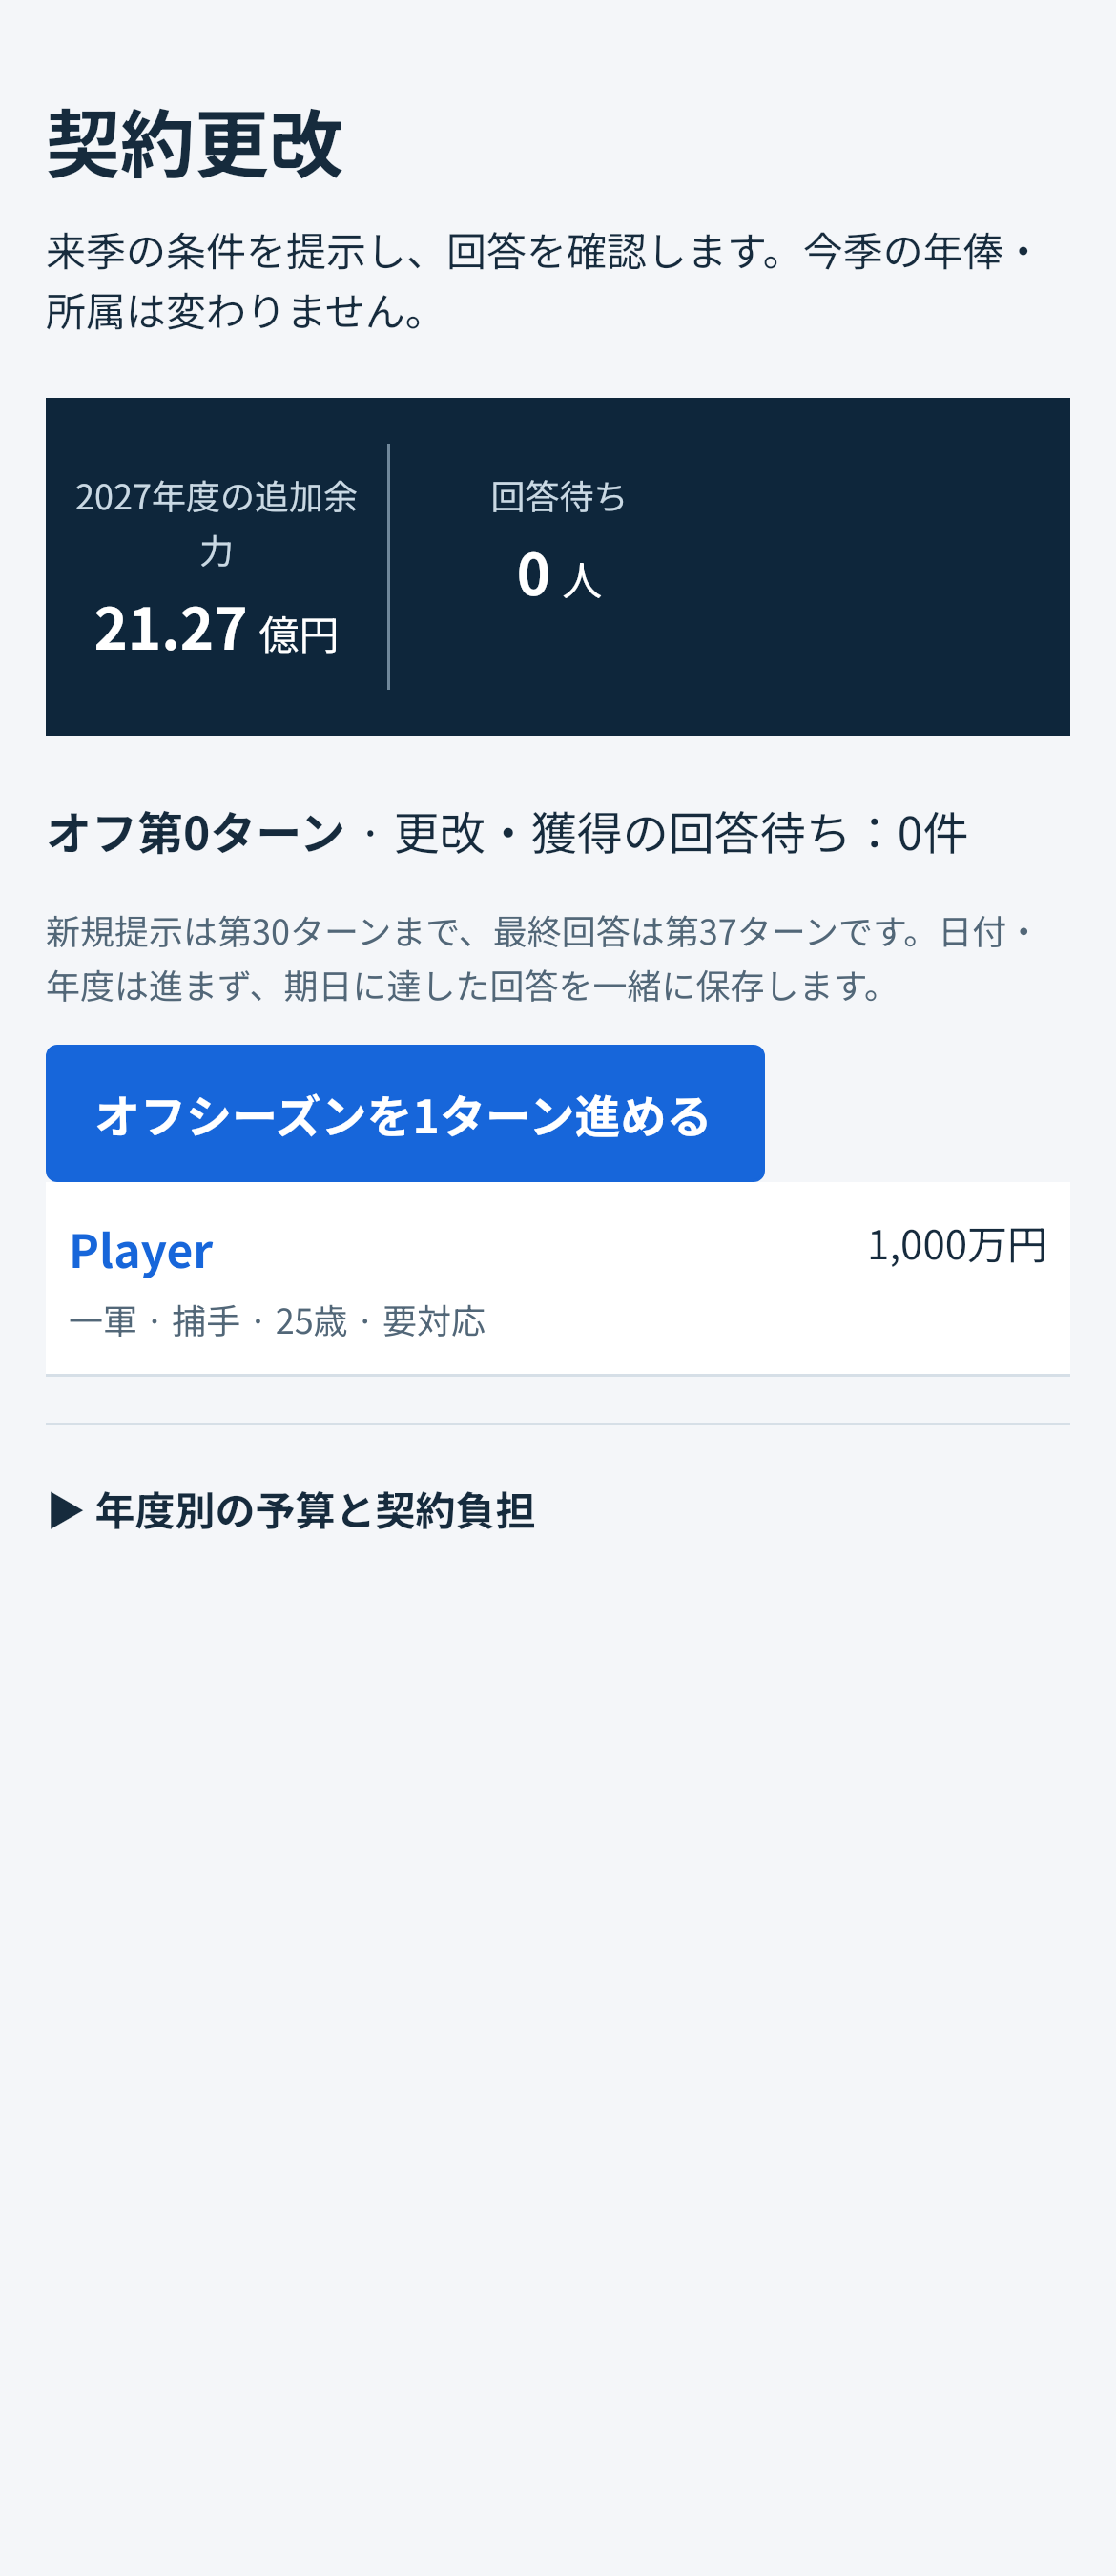 契約更改
来季の条件を提示し、回答を確認します。今季の年俸・
所属は変わりません。
2027年度の追加余
力
21.27 億円
回答待ち
0 人
オフ第0ターン · 更改・獲得の回答待ち：0件
新規提示は第30ターンまで、最終回答は第37ターンです。日付・
年度は進まず、期日に達した回答を一緒に保存します。
オフシーズンを1ターン進める
Player
1,000万円
一軍 · 捕手 · 25歳 · 要対応
▶ 年度別の予算と契約負担